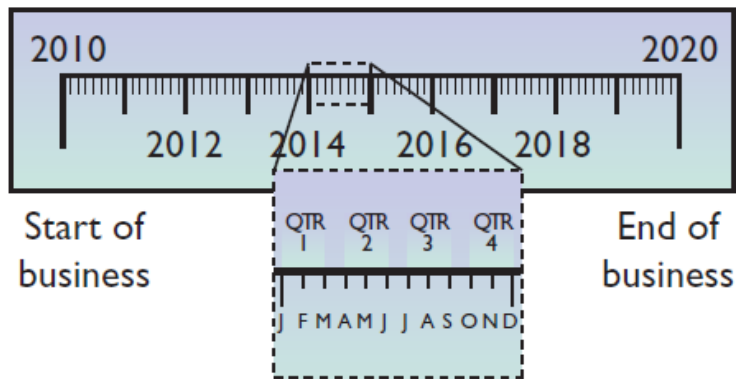 2010 2020
2012 2014 2016 2018
Start of
business
End of
business
QTR QTR QTR QTR
1 2 3 4
J F M A M J J A S O N D